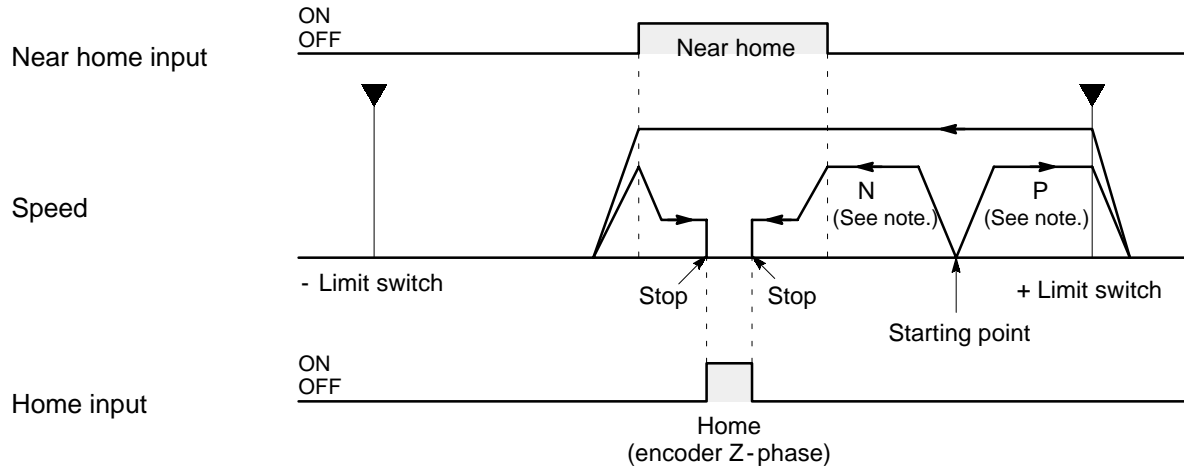 ON
OFF
Near home input
Near home
Speed
N
(See note.)
P
(See note.)
- Limit switch
Stop
Stop
+ Limit switch
Starting point
ON
OFF
Home input
Home
(encoder Z-phase)